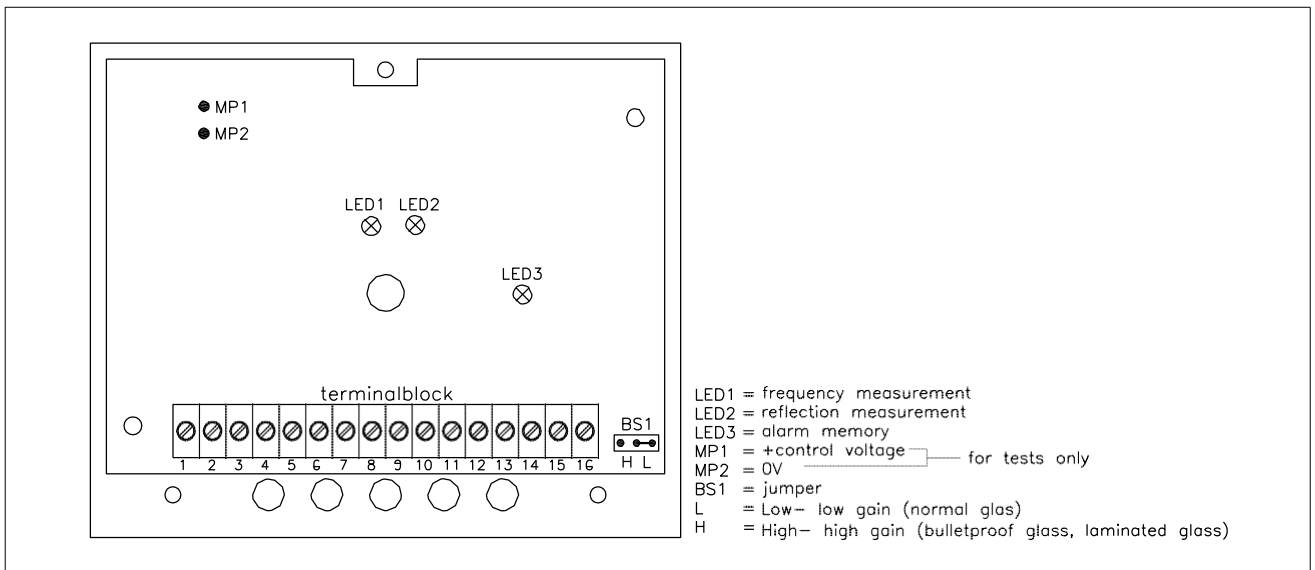 MP1
MP2
LED1 LED2
LED3
terminalblock
BS1
1 2 3 4 5 6 7 8 9 10 11 12 13 14 15 16
H L
LED1 = frequency measurement
LED2 = reflection measurement
LED3 = alarm memory
MP1 = +control voltage
for tests only
MP2 = 0V
BS1 = jumper
L = Low– low gain (normal glas)
H = High– high gain (bulletproof glass, laminated glass)